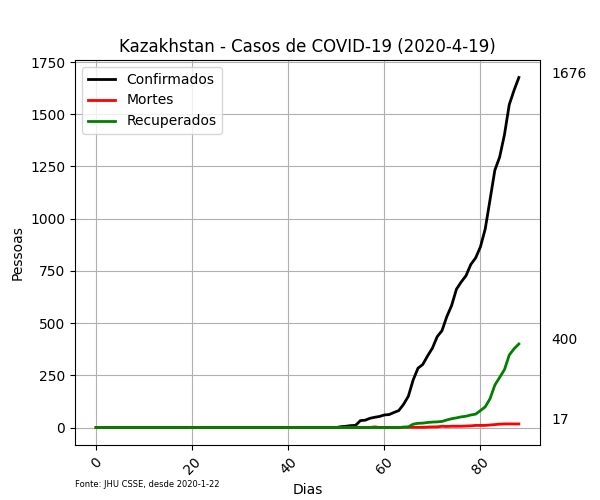 Kazakhstan - Casos de COVID-19 (2020-4-19)
Confirmados
Mortes
Recuperados
Pessoas
1750
1500
1250
1000
750
500
250
0
1676
400
17
0
20
40
60
80
Dias
Fonte: JHU CSSE, desde 2020-1-22